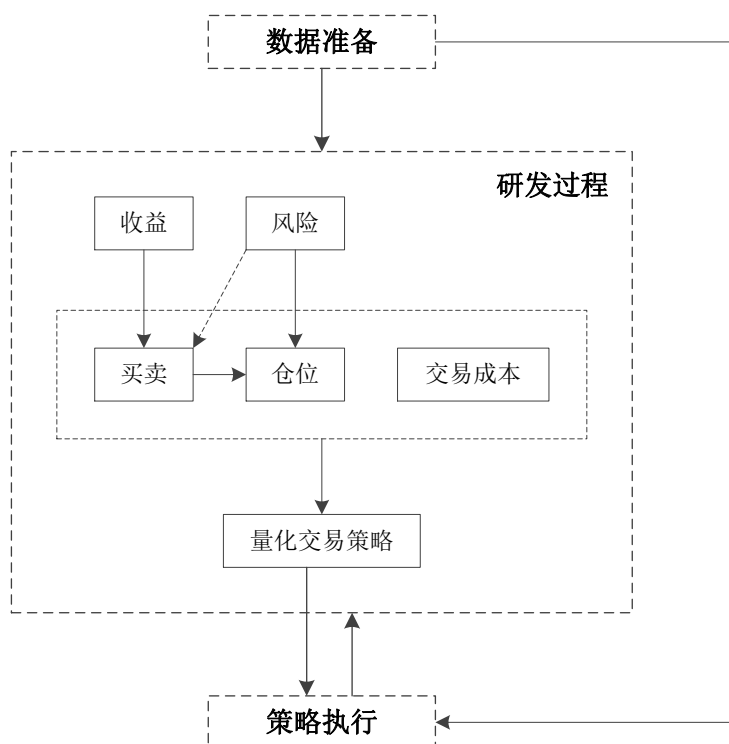 数据准备
研发过程
收益
风险
买卖
仓位
交易成本
量化交易策略
策略执行